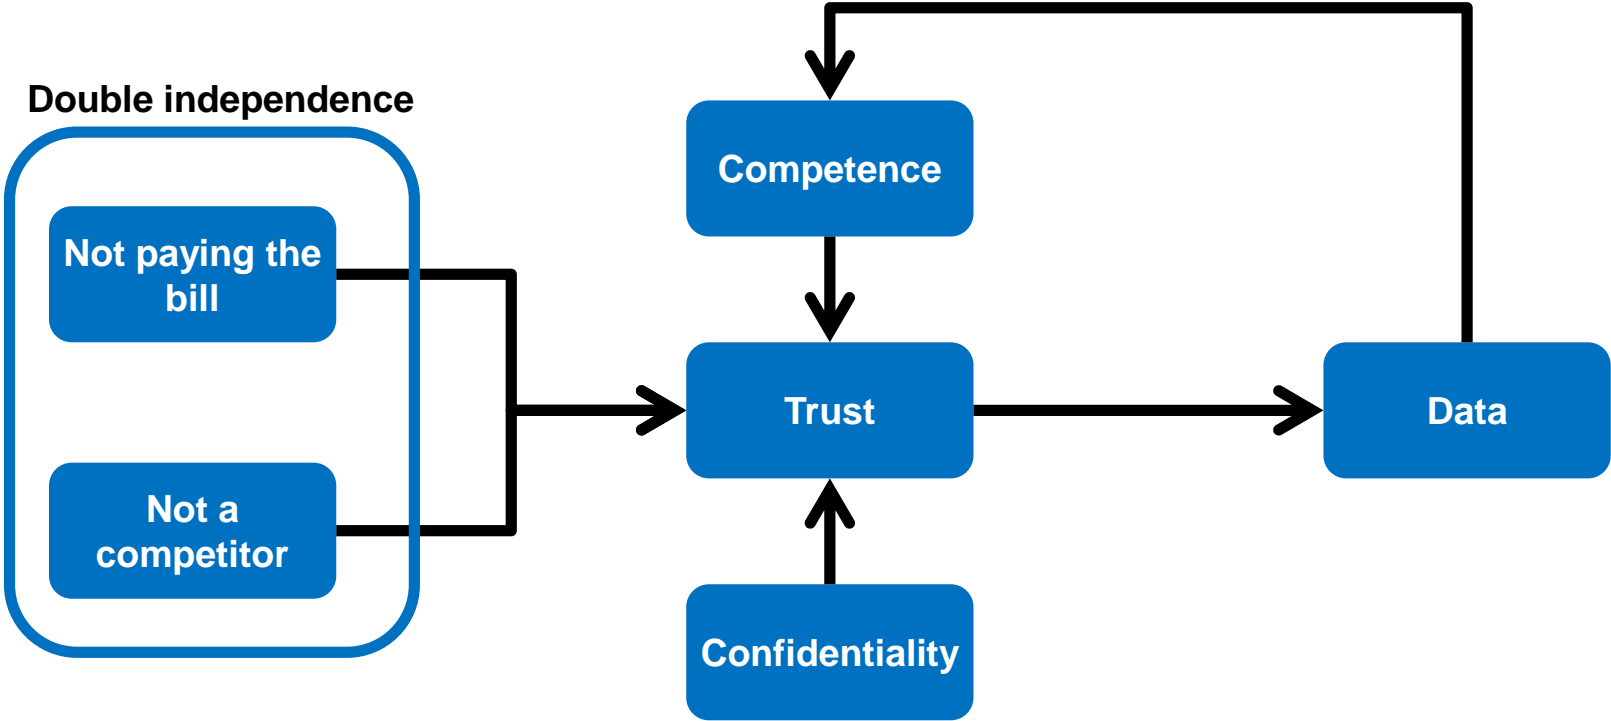 Double independence
Not paying the
bill
Not a
competitor
Competence
Trust
Confidentiality
Data